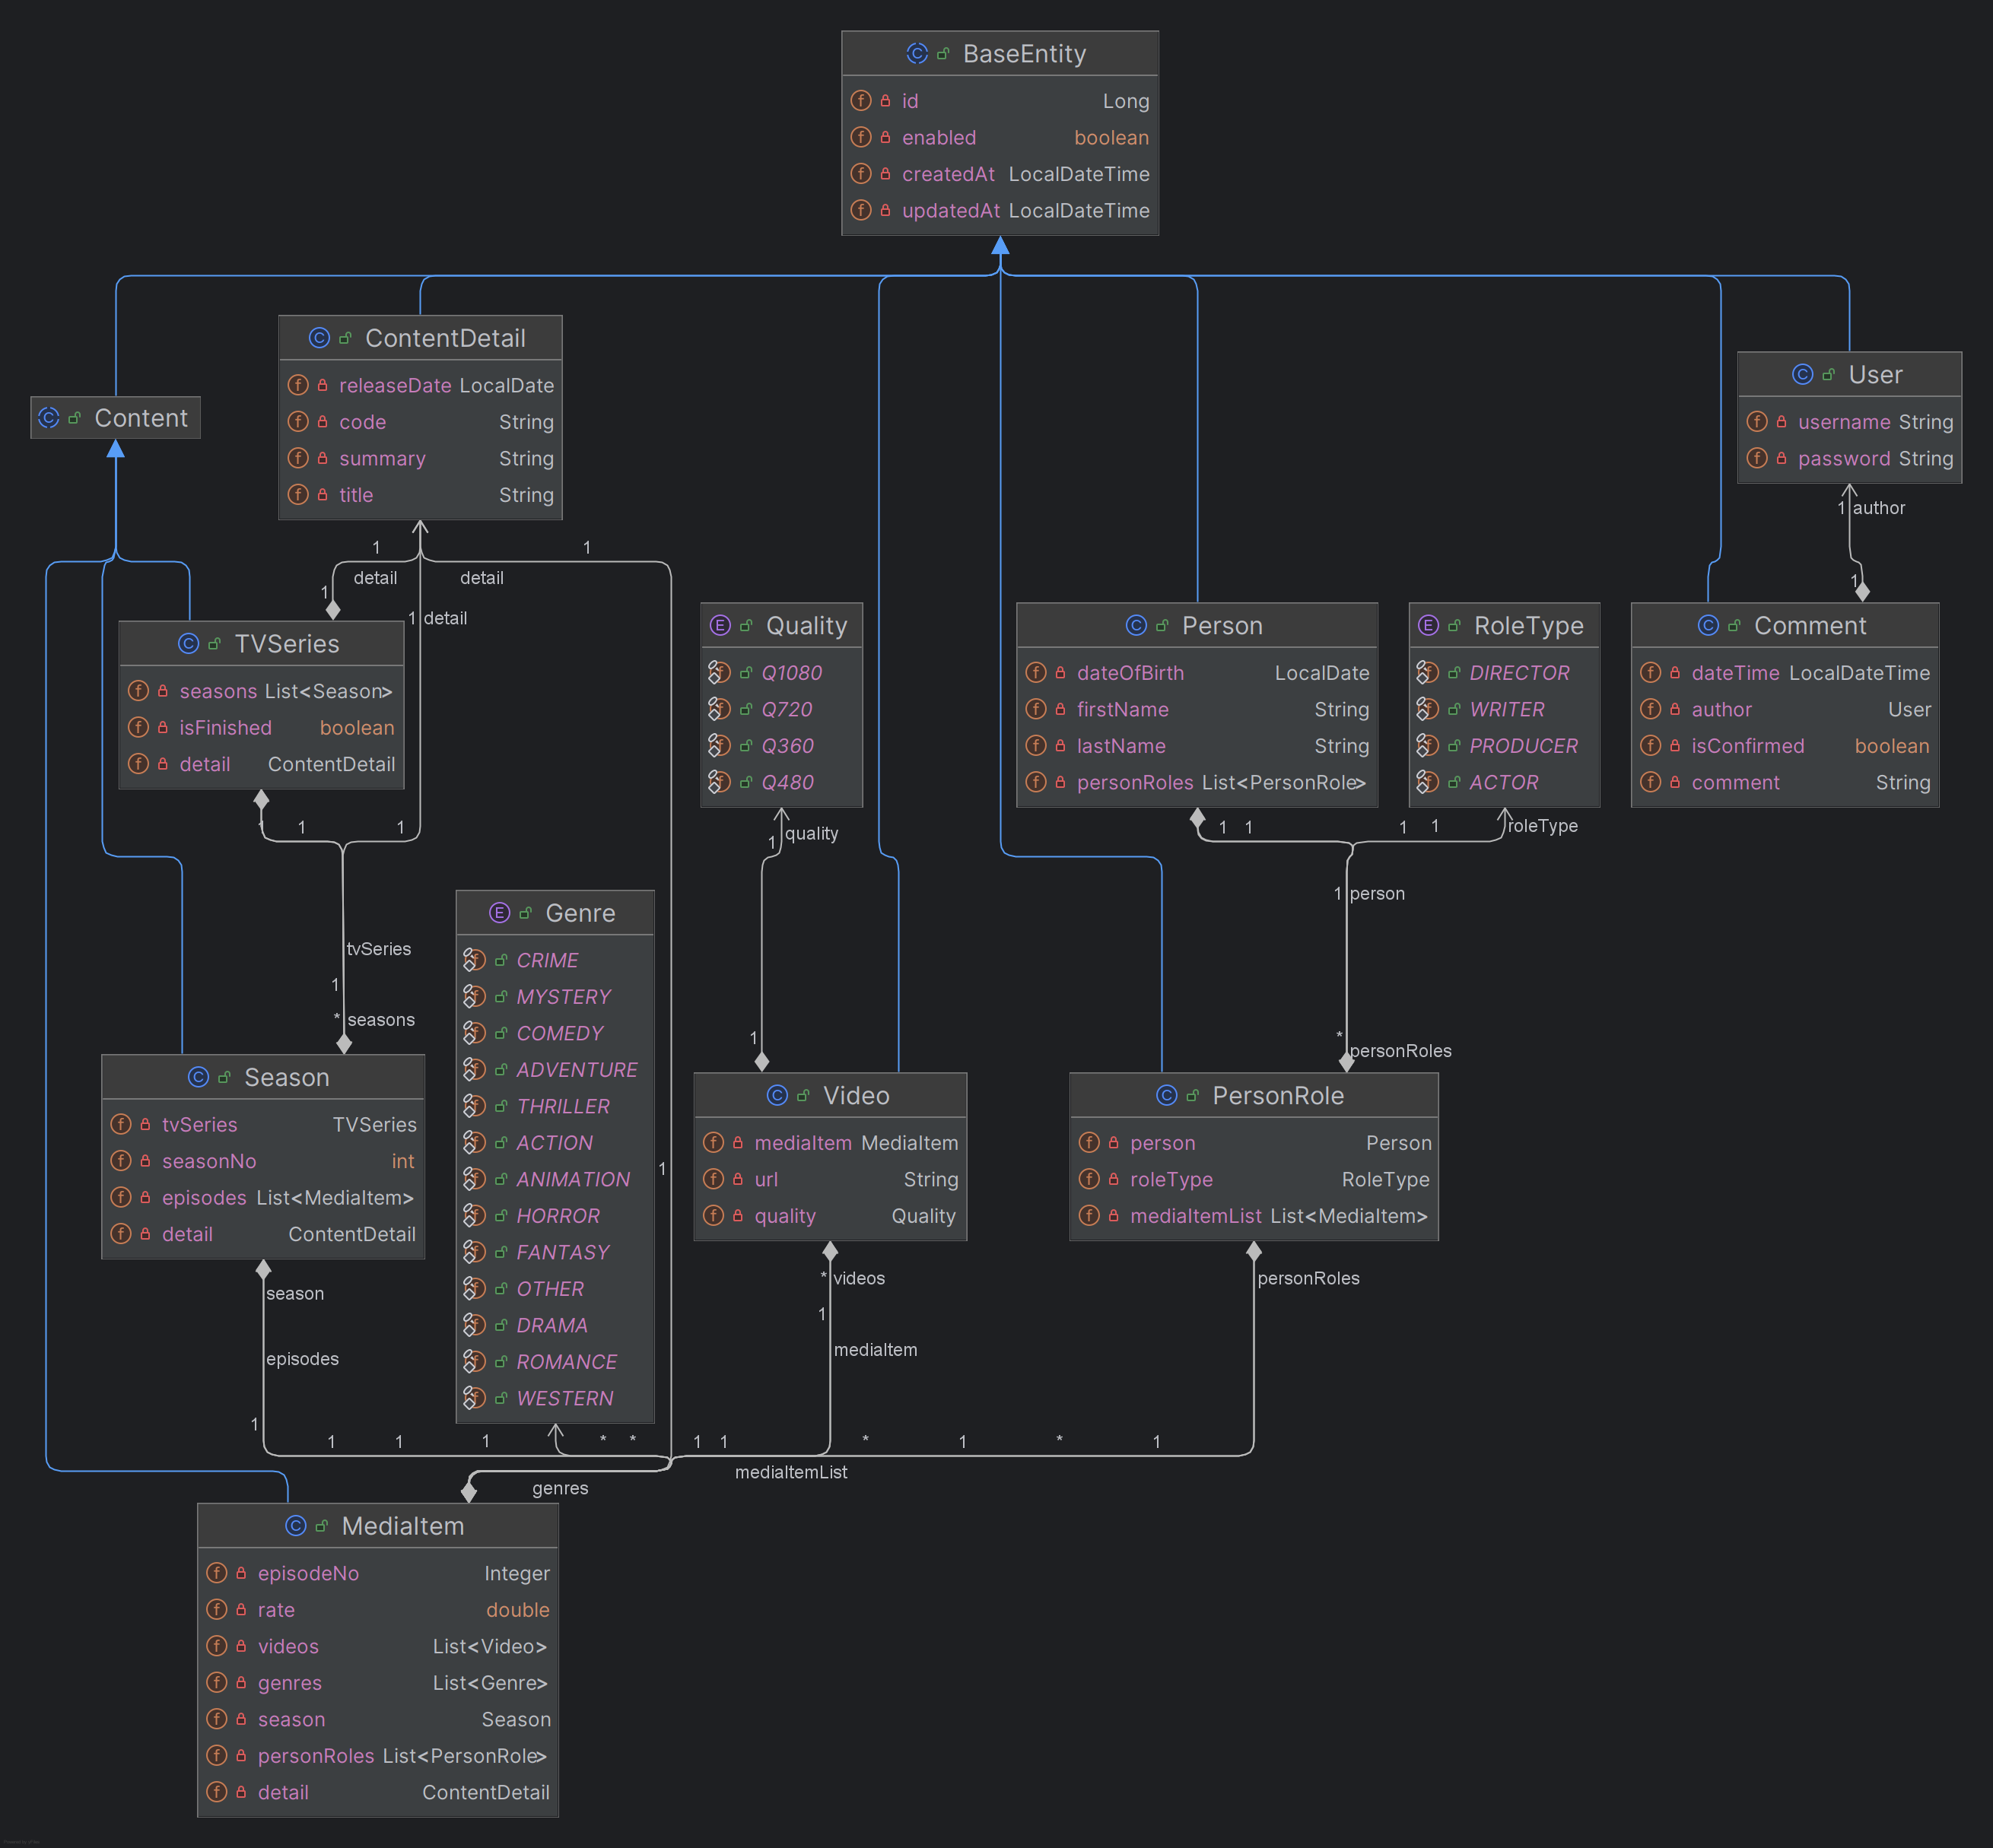 BaseEntity
id Long
enabled boolean
createdAt LocalDateTime
updatedAt LocalDateTime
ContentDetail
releaseDate LocalDate
code String
summary String
title String
User
username String
password String
Content
1 author
1
1
1
detail
detail
1
1 detail
1
TVSeries
seasons List<Season>
isFinished boolean
detail ContentDetail
Quality
Q1080
Q720
Q360
Q480
Person
dateOfBirth LocalDate
firstName String
lastName String
personRoles List<PersonRole>
RoleType
DIRECTOR
WRITER
PRODUCER
ACTOR
Comment
dateTime LocalDateTime
author User
isConfirmed boolean
comment String
1
1
1
1 quality
1
1
1
1
roleType
1 person
tvSeries
1
* seasons
Genre
CRIME
MYSTERY
COMEDY
ADVENTURE
THRILLER
ACTION
ANIMATION
HORROR
FANTASY
OTHER
DRAMA
ROMANCE
WESTERN
1
1
*
personRoles
Season
tvSeries TVSeries
seasonNo int
episodes List<MediaItem>
detail ContentDetail
Video
mediaItem MediaItem
url String
quality Quality
PersonRole
person Person
roleType RoleType
mediaItemList List<MediaItem>
season
* videos
personRoles
1
mediaItem
episodes
1
1
1
1
*
*
1
1
*
1
*
1
mediaItemList
genres
MediaItem
episodeNo Integer
rate double
videos List<Video>
genres List<Genre>
season Season
personRoles List<PersonRole>
detail ContentDetail